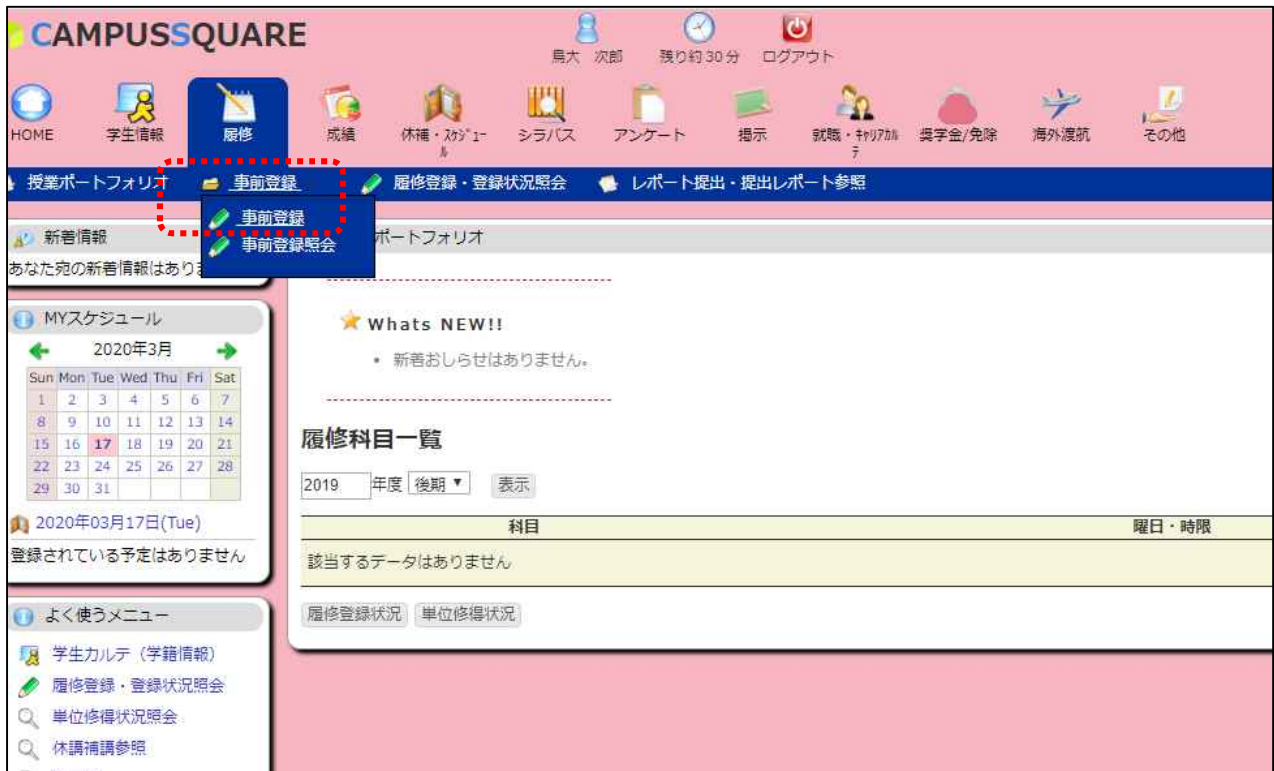 CAMPUSSQUARE
鳥大 次郎 残り約30分 ログアウト
HOME 学生情報 履修 成績 休補・スケジュール シラバス アンケート 掲示 就職・キャリアカルテ 奨学金/免除 海外渡航 その他
授業ポートフォリオ 事前登録 履修登録・登録状況照会 レポート提出・提出レポート参照
事前登録
事前登録照会
新着情報
ポートフォリオ
あなた宛の新着情報はあり
MYスケジュール
2020年3月
Sun Mon Tue Wed Thu Fri Sat
1 2 3 4 5 6 7
8 9 10 11 12 13 14
15 16 17 18 19 20 21
22 23 24 25 26 27 28
29 30 31
2020年03月17日(Tue)
登録されている予定はありません
よく使うメニュー
学生カルテ（学籍情報）
履修登録・登録状況照会
単位修得状況照会
休講補講参照
Whats NEW!!
• 新着おしらせはありません。
履修科目一覧
2019 年度 後期 ▼ 表示
科目 曜日・時限
該当するデータはありません
履修登録状況 単位修得状況